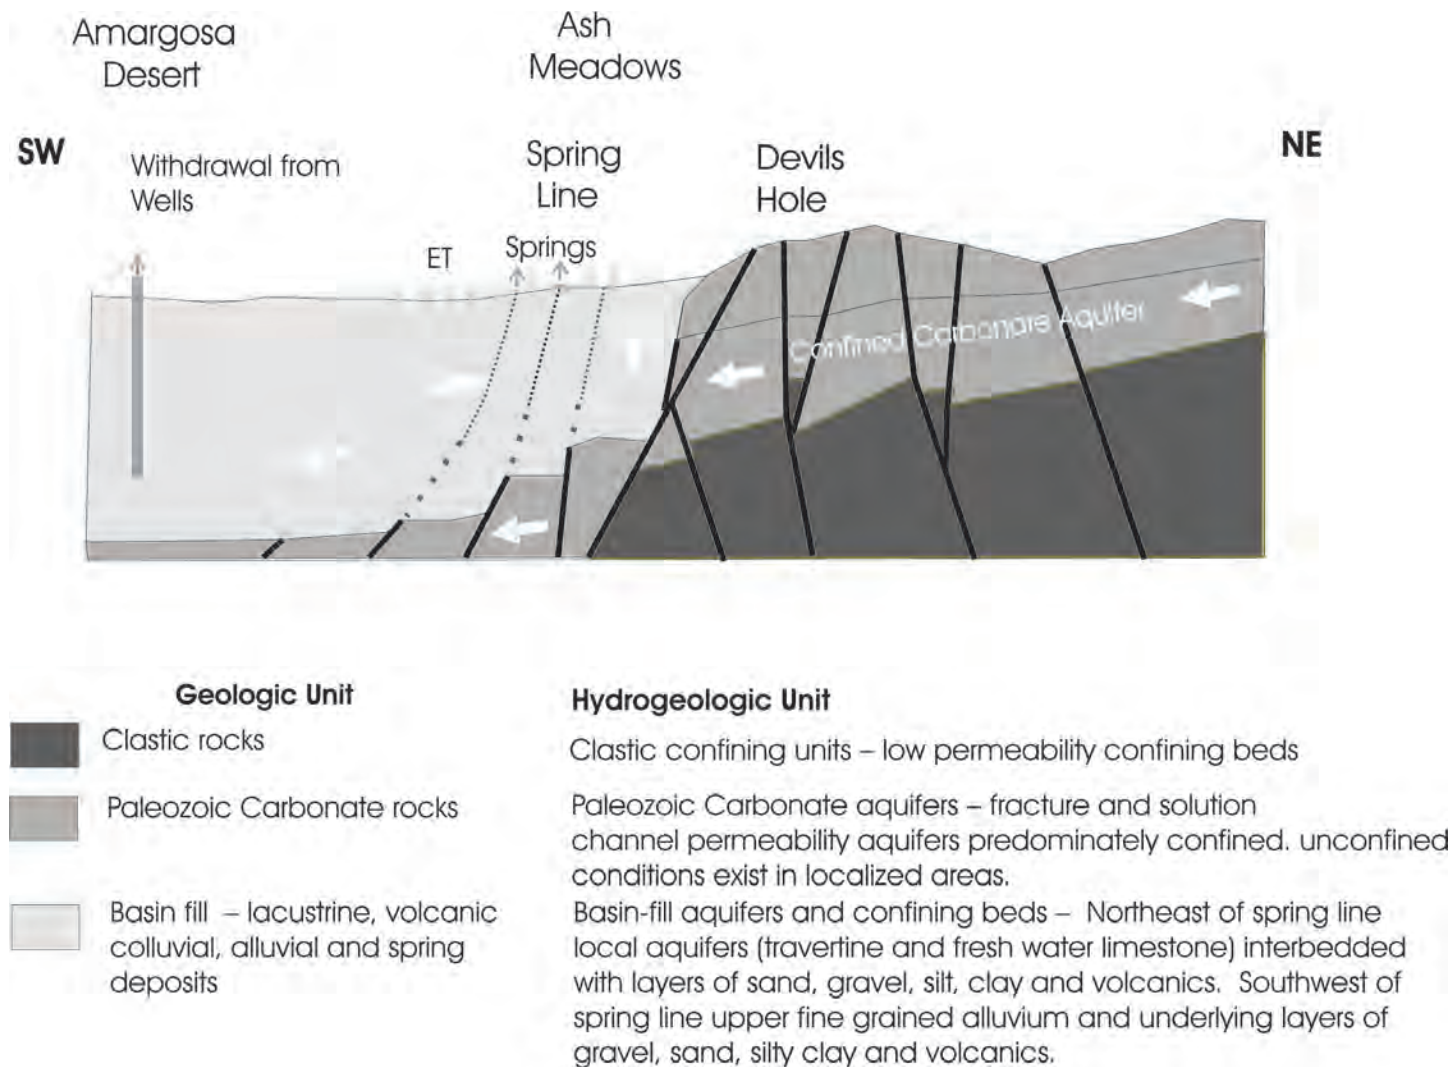 Amargosa
Desert
Ash
Meadows
SW
NE
Withdrawal from
Wells
Spring
Line
Devils
Hole
ET
Springs
Confined Carbonate Aquifer
Geologic Unit
Hydrogeologic Unit
Clastic rocks
Clastic confining units – low permeability confining beds
Paleozoic Carbonate rocks
Paleozoic Carbonate aquifers – fracture and solution
channel permeability aquifers predominately confined. unconfined
conditions exist in localized areas.
Basin fill – lacustrine, volcanic
colluvial, alluvial and spring
deposits
Basin-fill aquifers and confining beds – Northeast of spring line
local aquifers (travertine and fresh water limestone) interbedded
with layers of sand, gravel, silt, clay and volcanics. Southwest of
spring line upper fine grained alluvium and underlying layers of
gravel, sand, silty clay and volcanics.